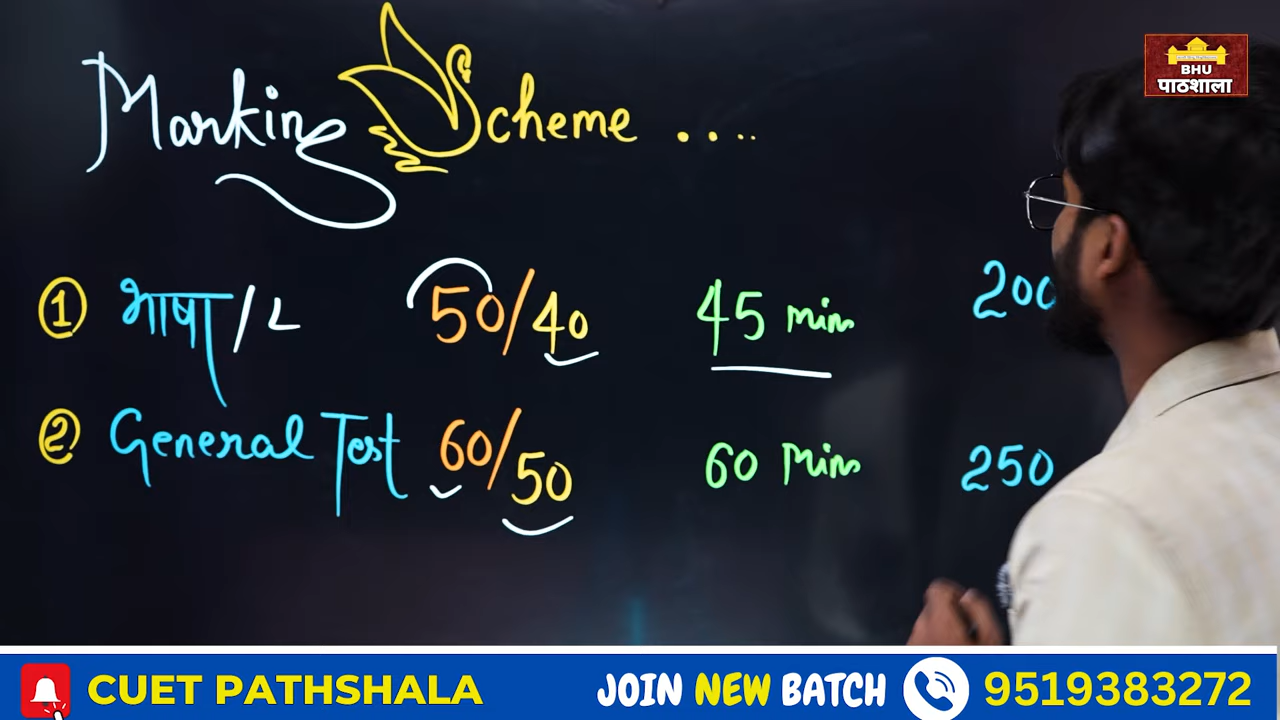 Marking Scheme ....
BHU
पाठशाला
① भाषा/L 50/40 45 min 200
② General Test 60/50 60 Min 250
CUET PATHSHALA JOIN NEW BATCH 9519383272